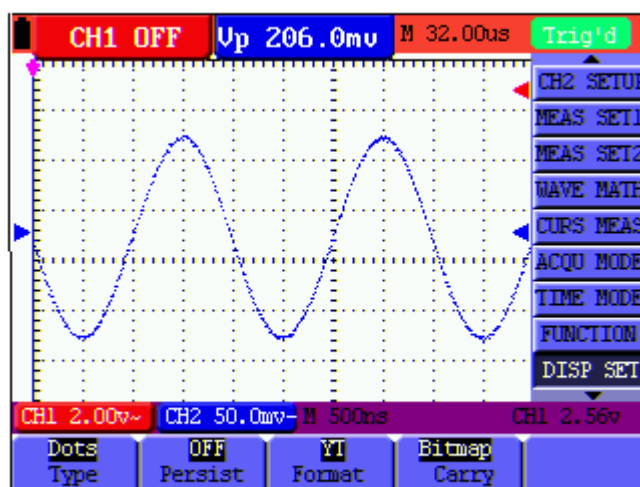 CH1 OFF Vp 206.0mv M 32.00us Trig'd
CH2 SETUP
MEAS SET1
MEAS SET2
WAVE MATH
CURS MEAS
ACQU MODE
TIME MODE
FUNCTION
DISP SET
CH1 2.00v~ CH2 50.0mv- M 500ns CH1 2.56v
Dots OFF YT Bitmap
Type Persist Format Carry